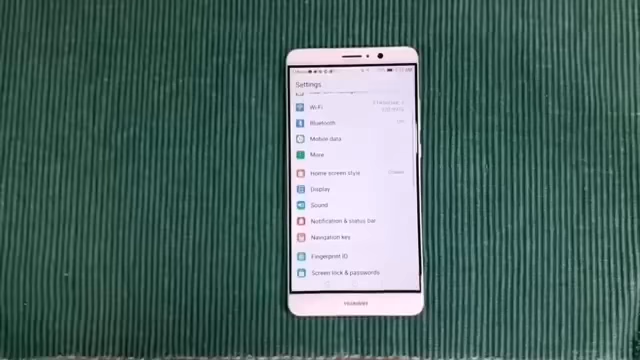 Settings
Wi-Fi
Bluetooth
Mobile data
More
Home screen style
Display
Sound
Notification & status bar
Navigation key
Fingerprint ID
Screen lock & passwords
HUAWEI